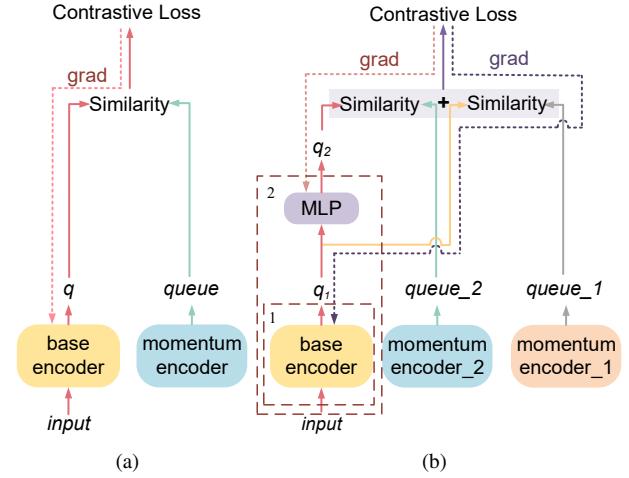 Contrastive Loss
grad
Similarity
q
queue
base
encoder
momentum
encoder
input
(a)
Contrastive Loss
grad
grad
Similarity + Similarity
q2
2
MLP
q1
queue_2
queue_1
1
base
encoder
momentum
encoder_2
momentum
encoder_1
input
(b)